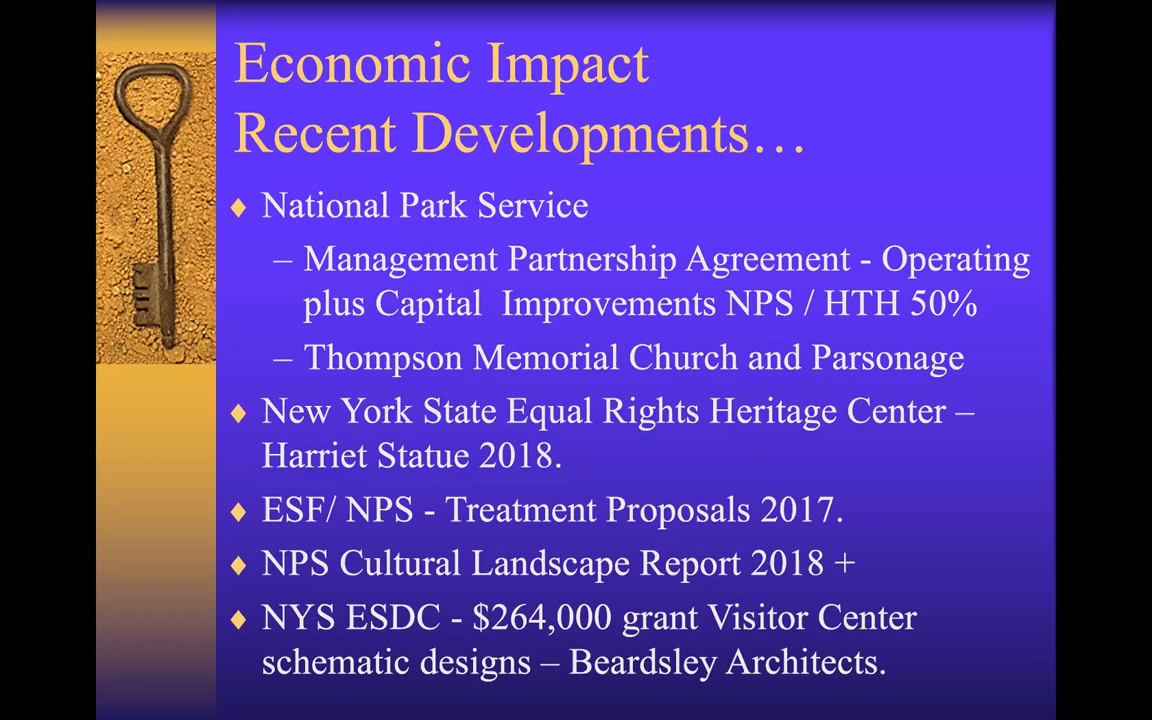 Economic Impact
Recent Developments…
♦ National Park Service
– Management Partnership Agreement - Operating
plus Capital Improvements NPS / HTH 50%
– Thompson Memorial Church and Parsonage
♦ New York State Equal Rights Heritage Center –
Harriet Statue 2018.
♦ ESF/ NPS - Treatment Proposals 2017.
♦ NPS Cultural Landscape Report 2018 +
♦ NYS ESDC - $264,000 grant Visitor Center
schematic designs – Beardsley Architects.